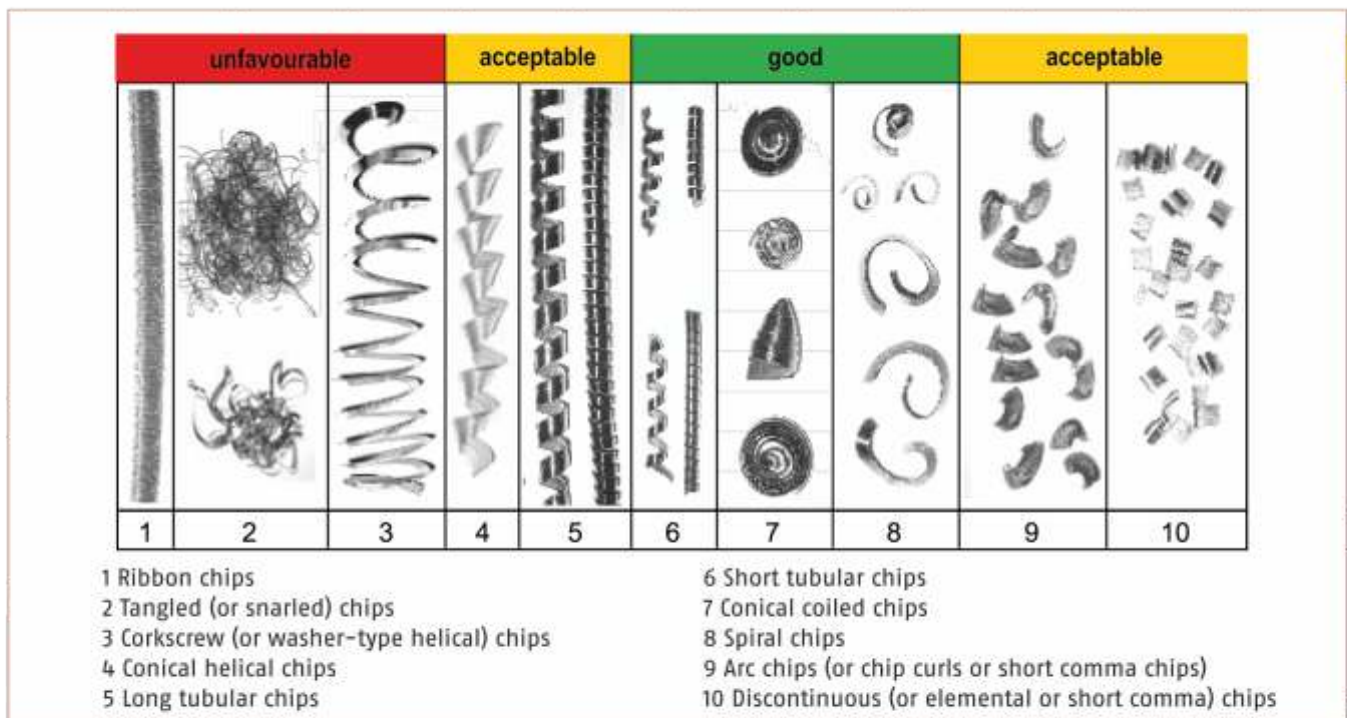 unfavourable acceptable good acceptable
1 2 3 4 5 6 7 8 9 10
1 Ribbon chips
2 Tangled (or snarled) chips
3 Corkscrew (or washer-type helical) chips
4 Conical helical chips
5 Long tubular chips
6 Short tubular chips
7 Conical coiled chips
8 Spiral chips
9 Arc chips (or chip curls or short comma chips)
10 Discontinuous (or elemental or short comma) chips